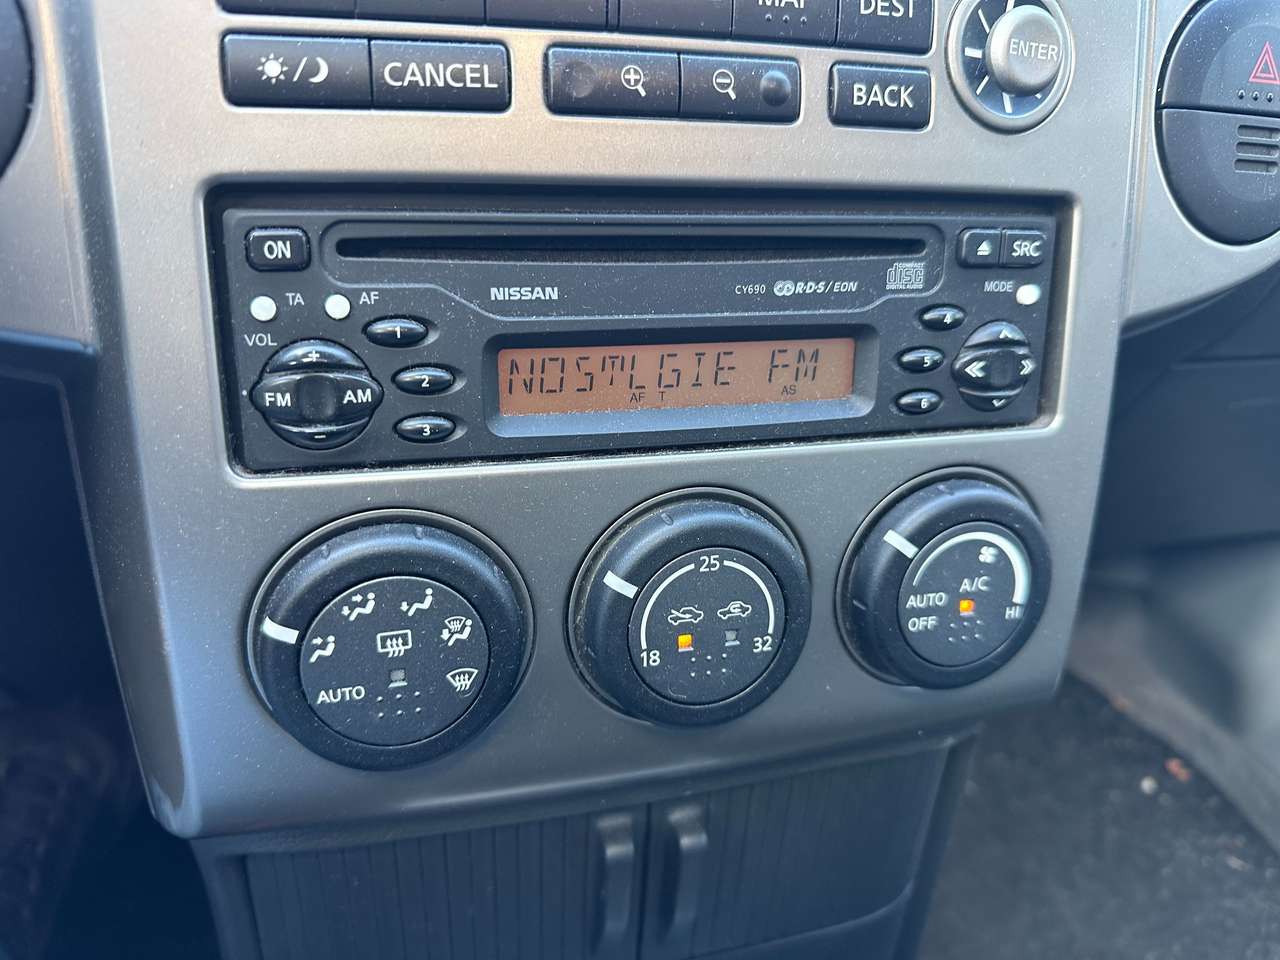 MAP
DEST
CANCEL
BACK
ENTER
ON
SRC
TA
AF
NISSAN
CY690
R·D·S/EON
COMPACT
disc
DIGITAL AUDIO
MODE
VOL
+
FM
AM
-
1
2
3
4
5
6
NOSTLGIE FM
AF T
AS
AUTO
18
25
32
AUTO
OFF
A/C
HI